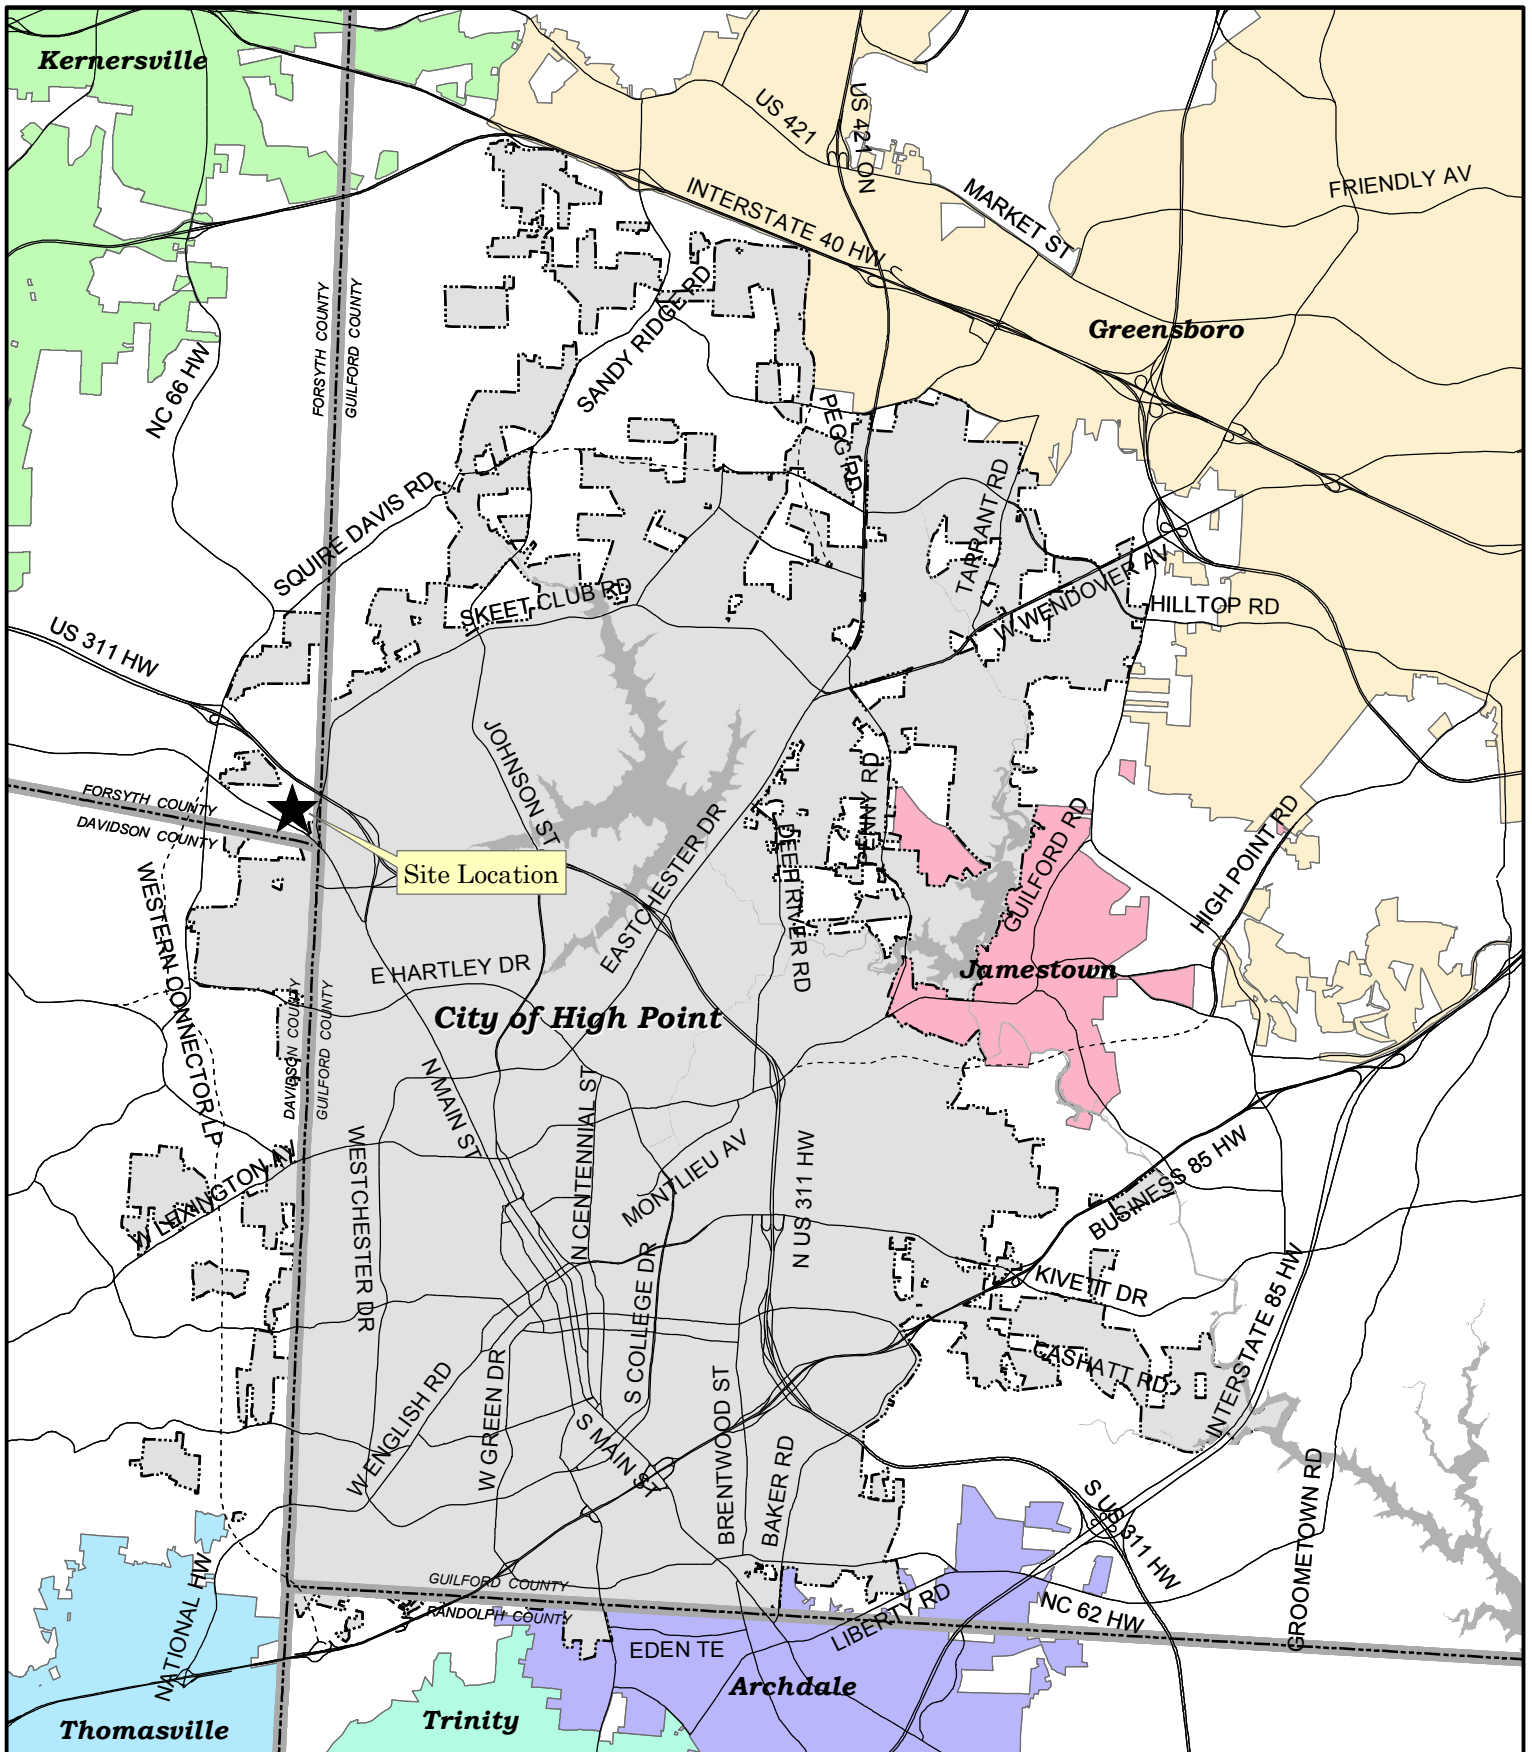 Kernersville
US 421
US 421 ON
INTERSTATE 40 HW
MARKET ST
FRIENDLY AV
Greensboro
FORSYTH COUNTY
GUILFORD COUNTY
NC 66 HW
SANDY RIDGE RD
PEGG RD
TARRANT RD
SQUIRE DAVIS RD
SKEET CLUB RD
W WENDOVER AV
HILLTOP RD
US 311 HW
JOHNSON ST
PENNY RD
FORSYTH COUNTY
DAVIDSON COUNTY
Site Location
EASTCHESTER DR
DEEP RIVER RD
GUILFORD RD
HIGH POINT RD
WESTERN CONNECTOR LP
E HARTLEY DR
Jamestown
City of High Point
DAVIDSON COUNTY
GUILFORD COUNTY
N MAIN ST
N CENTENNIAL ST
MONTLIEU AV
N US 311 HW
BUSINESS 85 HW
WESTCHESTER DR
W LEXINGTON AV
S COLLEGE DR
KIVETT DR
CASHATT RD
INTERSTATE 85 HW
W ENGLISH RD
W GREEN DR
S MAIN ST
BRENTWOOD ST
BAKER RD
S US 311 HW
GROOMETOWN RD
NATIONAL HW
GUILFORD COUNTY
RANDOLPH COUNTY
EDEN TE
LIBERTY RD
NC 62 HW
Archdale
Trinity
Thomasville